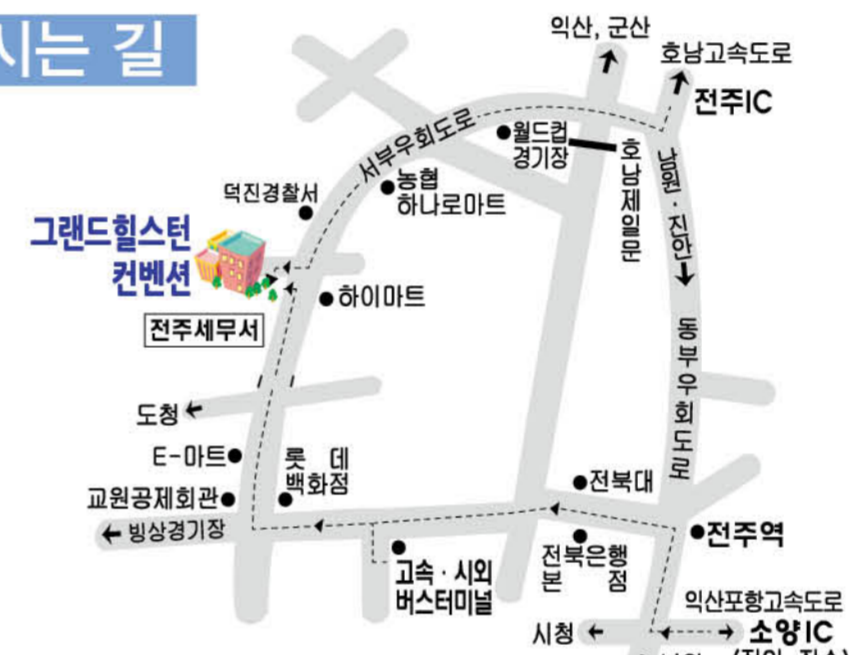 시는 길
익산, 군산
호남고속도로
전주IC
서부우회도로
월드컵
경기장
호남제일문
남원·진안
농협
하나로마트
덕진경찰서
그랜드힐스턴
컨벤션
하이마트
전주세무서
동부우회도로
도청
E-마트
롯데
백화점
교원공제회관
빙상경기장
전북대
전북은행
본점
전주역
고속·시외
버스터미널
익산포항고속도로
시청
소양IC